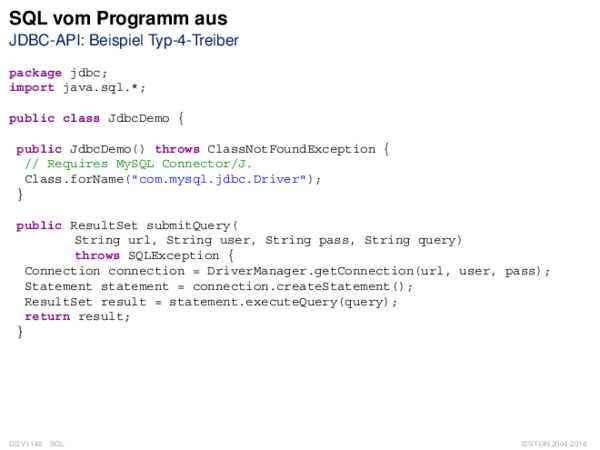 SQL vom Programm aus
JDBC-API: Beispiel Typ-4-Treiber
package jdbc;
import java.sql.*;
public class JdbcDemo {
public JdbcDemo() throws ClassNotFoundException {
// Requires MySQL Connector/J.
Class.forName("com.mysql.jdbc.Driver");
}
public ResultSet submitQuery(
String url, String user, String pass, String query)
throws SQLException {
Connection connection = DriverManager.getConnection(url, user, pass);
Statement statement = connection.createStatement();
ResultSet result = statement.executeQuery(query);
return result;
}
DB:VI-148 SQL
© STEIN 2004-2018